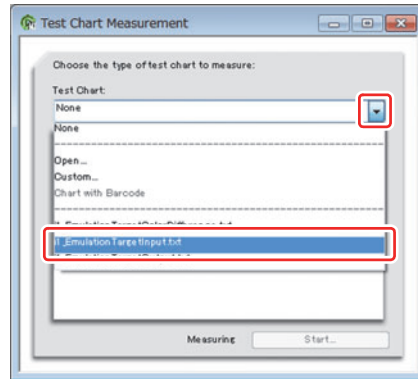 Test Chart Measurement
Choose the type of test chart to measure:
Test Chart:
None
None
Open...
Custom...
Chart with Barcode
i1_EmulationTargetInput.txt
Measuring
Start...